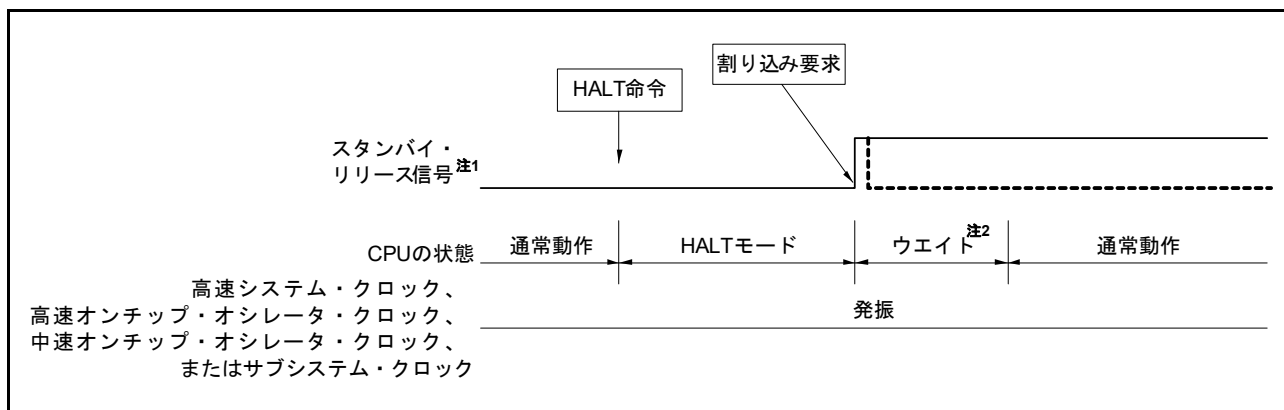 割り込み要求
HALT命令
スタンバイ・
リリース信号注1
CPUの状態
通常動作
HALTモード
ウエイト注2
通常動作
高速システム・クロック、
高速オンチップ・オシレータ・クロック、
中速オンチップ・オシレータ・クロック、
またはサブシステム・クロック
発振